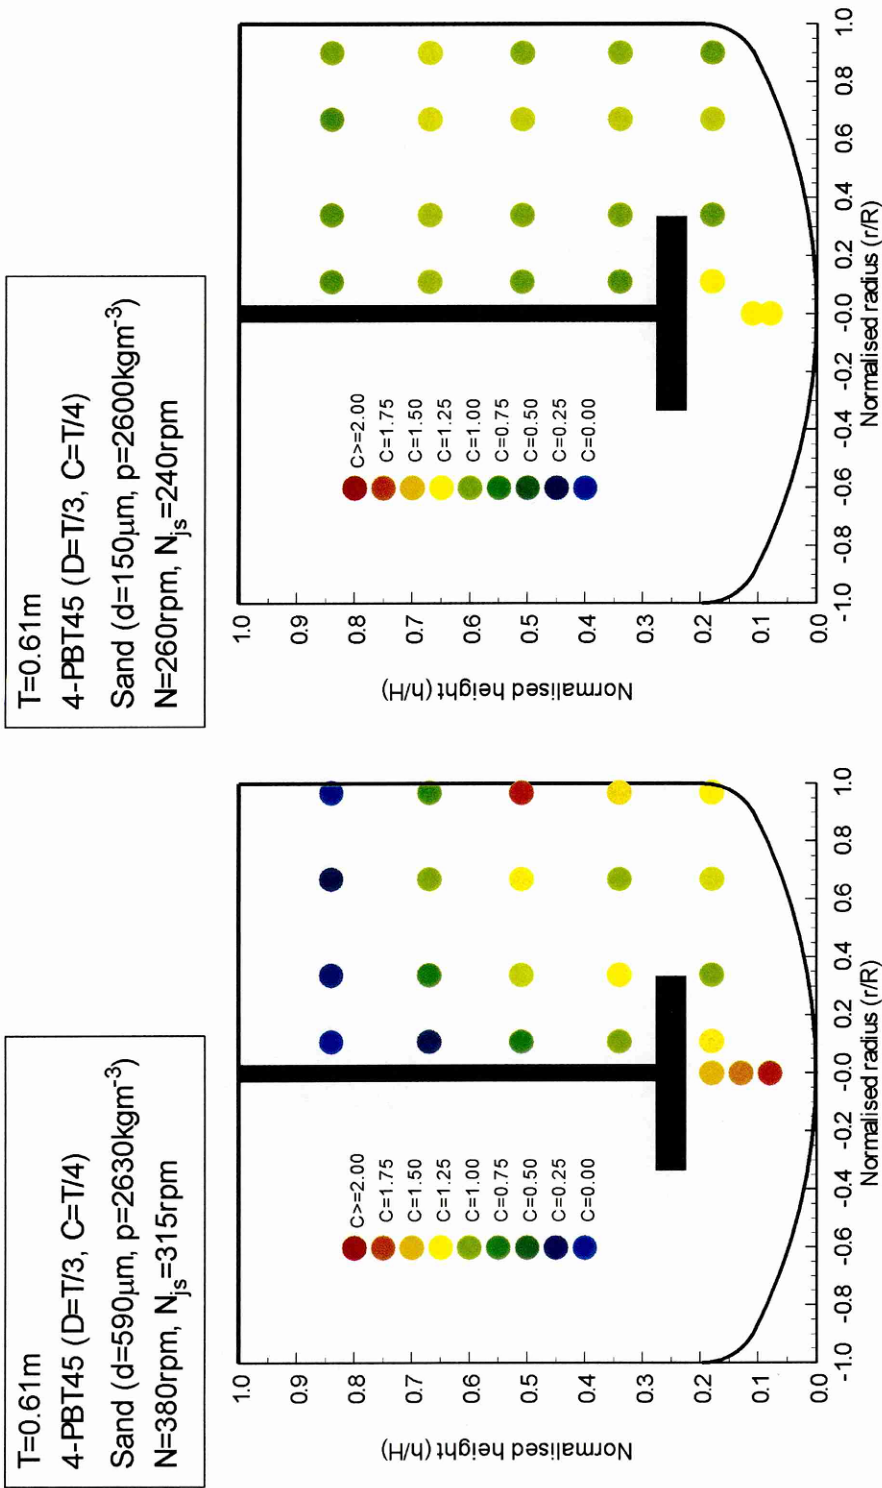 T=0.61m
4-PBT45 (D=T/3, C=T/4)
Sand (d=590µm, p=2630kgm⁻³)
N=380rpm, Njs=315rpm
Normalised height (h/H)
1.0
0.9
0.8
0.7
0.6
0.5
0.4
0.3
0.2
0.1
0.0
C>=2.00
C=1.75
C=1.50
C=1.25
C=1.00
C=0.75
C=0.50
C=0.25
C=0.00
-1.0 -0.8 -0.6 -0.4 -0.2 -0.0 0.2 0.4 0.6 0.8 1.0
Normalised radius (r/R)
T=0.61m
4-PBT45 (D=T/3, C=T/4)
Sand (d=150µm, p=2600kgm⁻³)
N=260rpm, Njs=240rpm
Normalised height (h/H)
1.0
0.9
0.8
0.7
0.6
0.5
0.4
0.3
0.2
0.1
0.0
C>=2.00
C=1.75
C=1.50
C=1.25
C=1.00
C=0.75
C=0.50
C=0.25
C=0.00
-1.0 -0.8 -0.6 -0.4 -0.2 -0.0 0.2 0.4 0.6 0.8 1.0
Normalised radius (r/R)